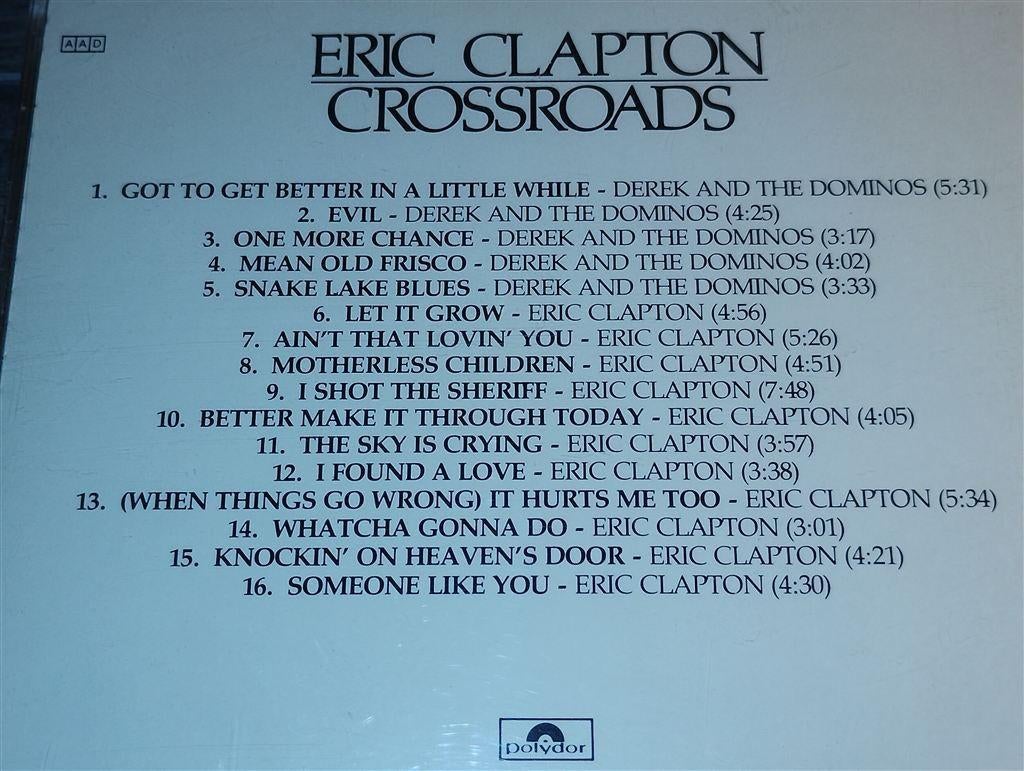 AAD
ERIC CLAPTON
CROSSROADS
1. GOT TO GET BETTER IN A LITTLE WHILE - DEREK AND THE DOMINOS (5:31)
2. EVIL - DEREK AND THE DOMINOS (4:25)
3. ONE MORE CHANCE - DEREK AND THE DOMINOS (3:17)
4. MEAN OLD FRISCO - DEREK AND THE DOMINOS (4:02)
5. SNAKE LAKE BLUES - DEREK AND THE DOMINOS (3:33)
6. LET IT GROW - ERIC CLAPTON (4:56)
7. AIN'T THAT LOVIN' YOU - ERIC CLAPTON (5:26)
8. MOTHERLESS CHILDREN - ERIC CLAPTON (4:51)
9. I SHOT THE SHERIFF - ERIC CLAPTON (7:48)
10. BETTER MAKE IT THROUGH TODAY - ERIC CLAPTON (4:05)
11. THE SKY IS CRYING - ERIC CLAPTON (3:57)
12. I FOUND A LOVE - ERIC CLAPTON (3:38)
13. (WHEN THINGS GO WRONG) IT HURTS ME TOO - ERIC CLAPTON (5:34)
14. WHATCHA GONNA DO - ERIC CLAPTON (3:01)
15. KNOCKIN' ON HEAVEN'S DOOR - ERIC CLAPTON (4:21)
16. SOMEONE LIKE YOU - ERIC CLAPTON (4:30)
polydor